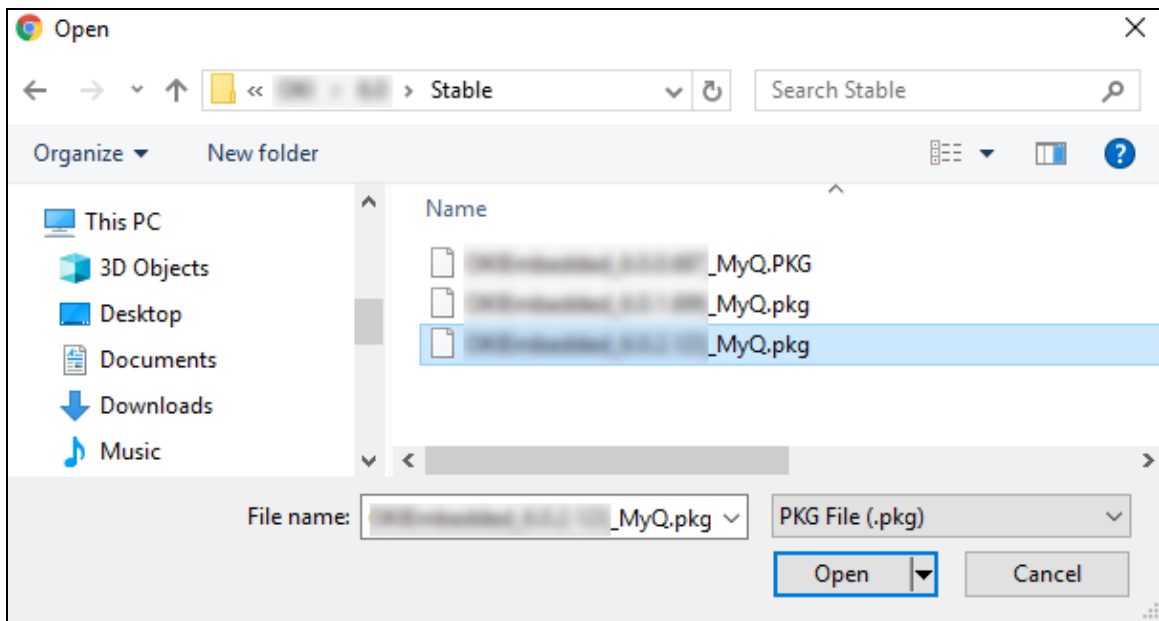 Open
« > Stable
Search Stable
Organize
New folder
Name
This PC
3D Objects
Desktop
Documents
Downloads
Music
_MyQ.PKG
_MyQ.pkg
_MyQ.pkg
File name:
_MyQ.pkg
PKG File (.pkg)
Open
Cancel